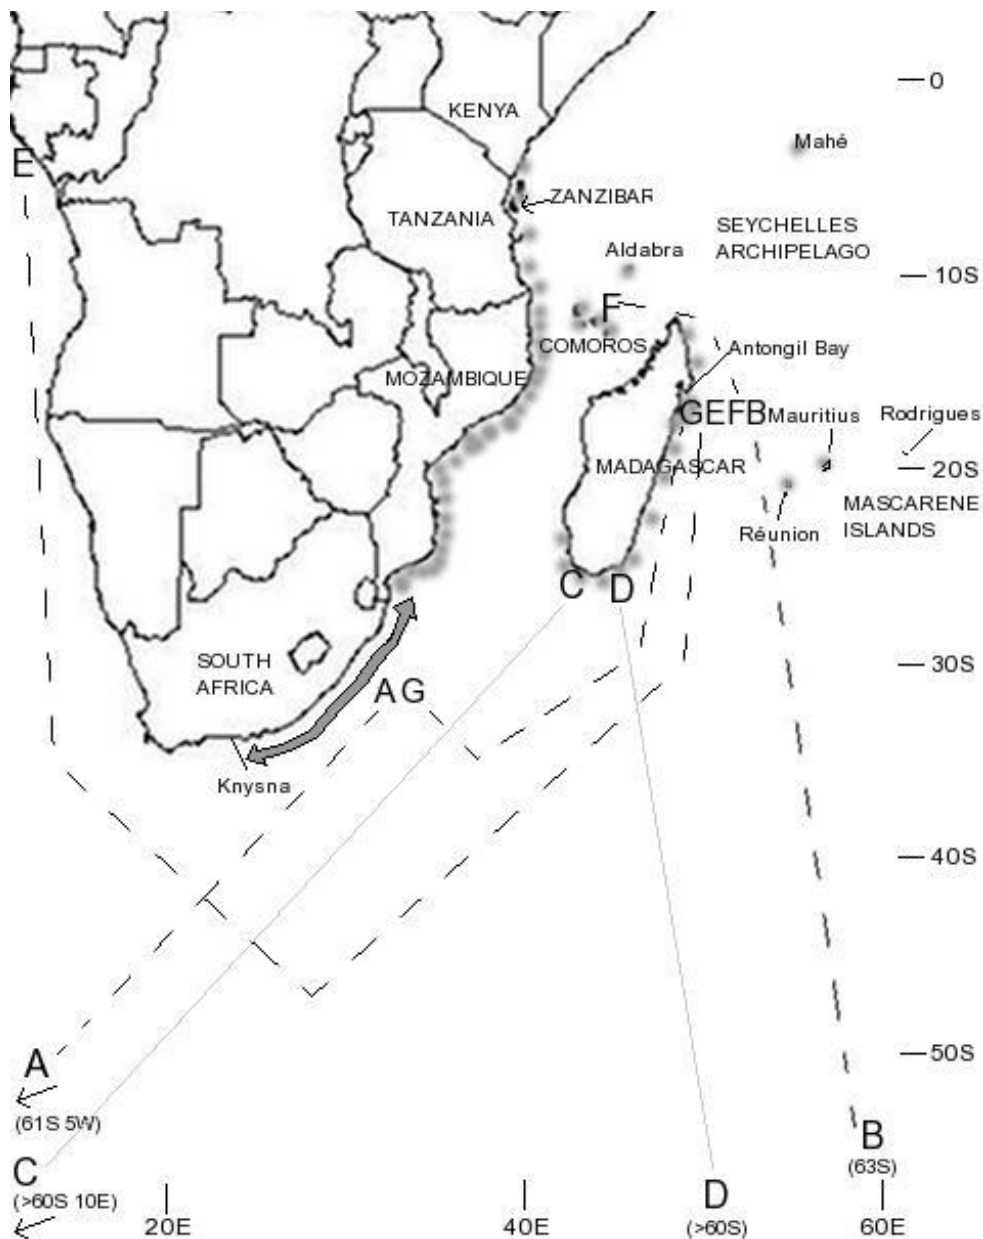 0
KENYA
Mahé
E
ZANZIBAR
TANZANIA
SEYCHELLES
ARCHIPELAGO
Aldabra
10S
F
COMOROS
Antongil Bay
MOZAMBIQUE
GEFB
Mauritius
Rodrigues
MADAGASCAR
20S
MASCARENE
ISLANDS
Réunion
C
D
SOUTH
AFRICA
30S
A G
Knysna
40S
50S
A
(61S 5W)
B
(63S)
C
(>60S 10E)
D
(>60S)
20E
40E
60E